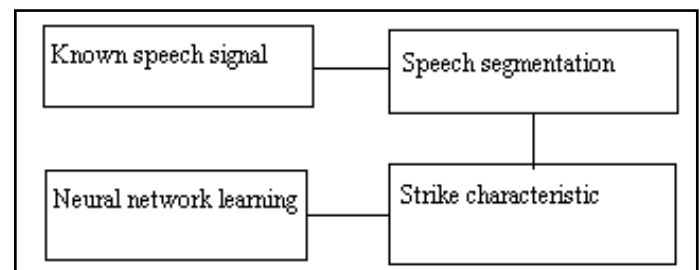 Known speech signal
Speech segmentation
Neural network learning
Strike characteristic